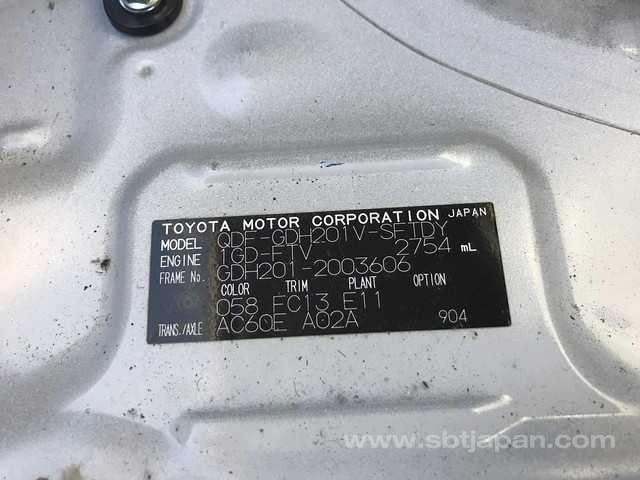 TOYOTA MOTOR CORPORATION JAPAN
MODEL QDF-GDH201V-SFTDY
ENGINE 1GD-FTV 2754 mL
FRAME No. GDH201-2003606
COLOR TRIM PLANT OPTION
058 FC13 E11
TRANS./AXLE AC60E A02A 904
www.sbtjapan.com